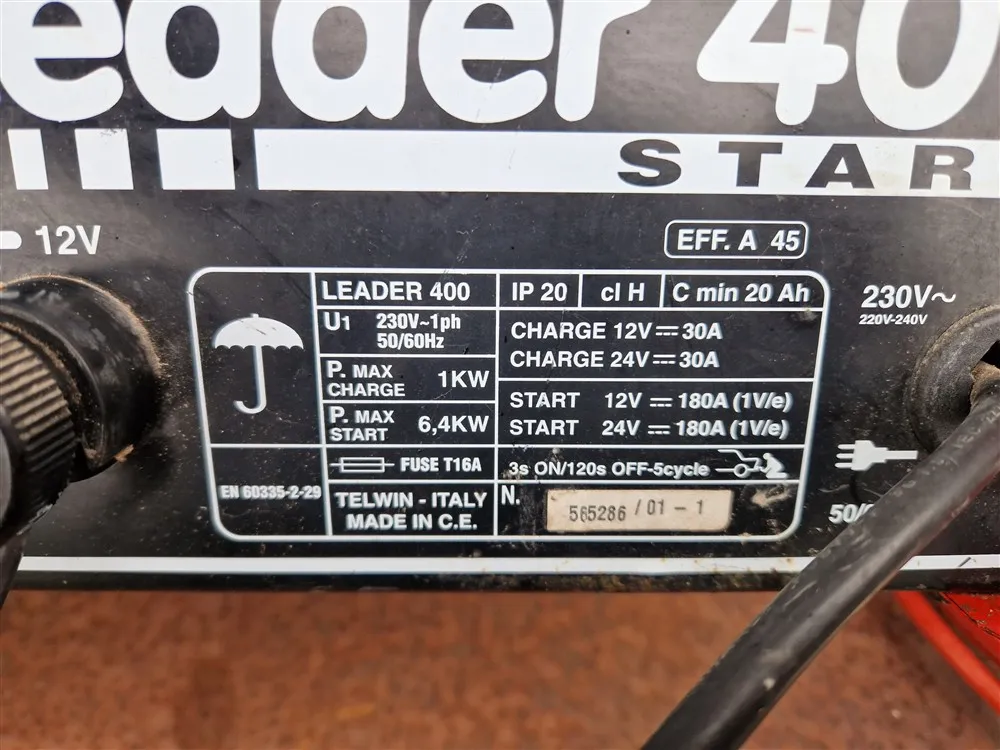 eader 40
STAR
12V
EFF. A 45
LEADER 400
IP 20
cl H
C min 20 Ah
230V~
220V-240V
U1 230V~1ph
50/60Hz
CHARGE 12V⎓30A
CHARGE 24V⎓30A
P. MAX
CHARGE 1KW
START 12V⎓180A (1V/e)
P. MAX
START 6,4KW
START 24V⎓180A (1V/e)
FUSE T16A
3s ON/120s OFF-5cycle
EN 60335-2-29
TELWIN - ITALY
MADE IN C.E.
N.
565286/01-1
50/